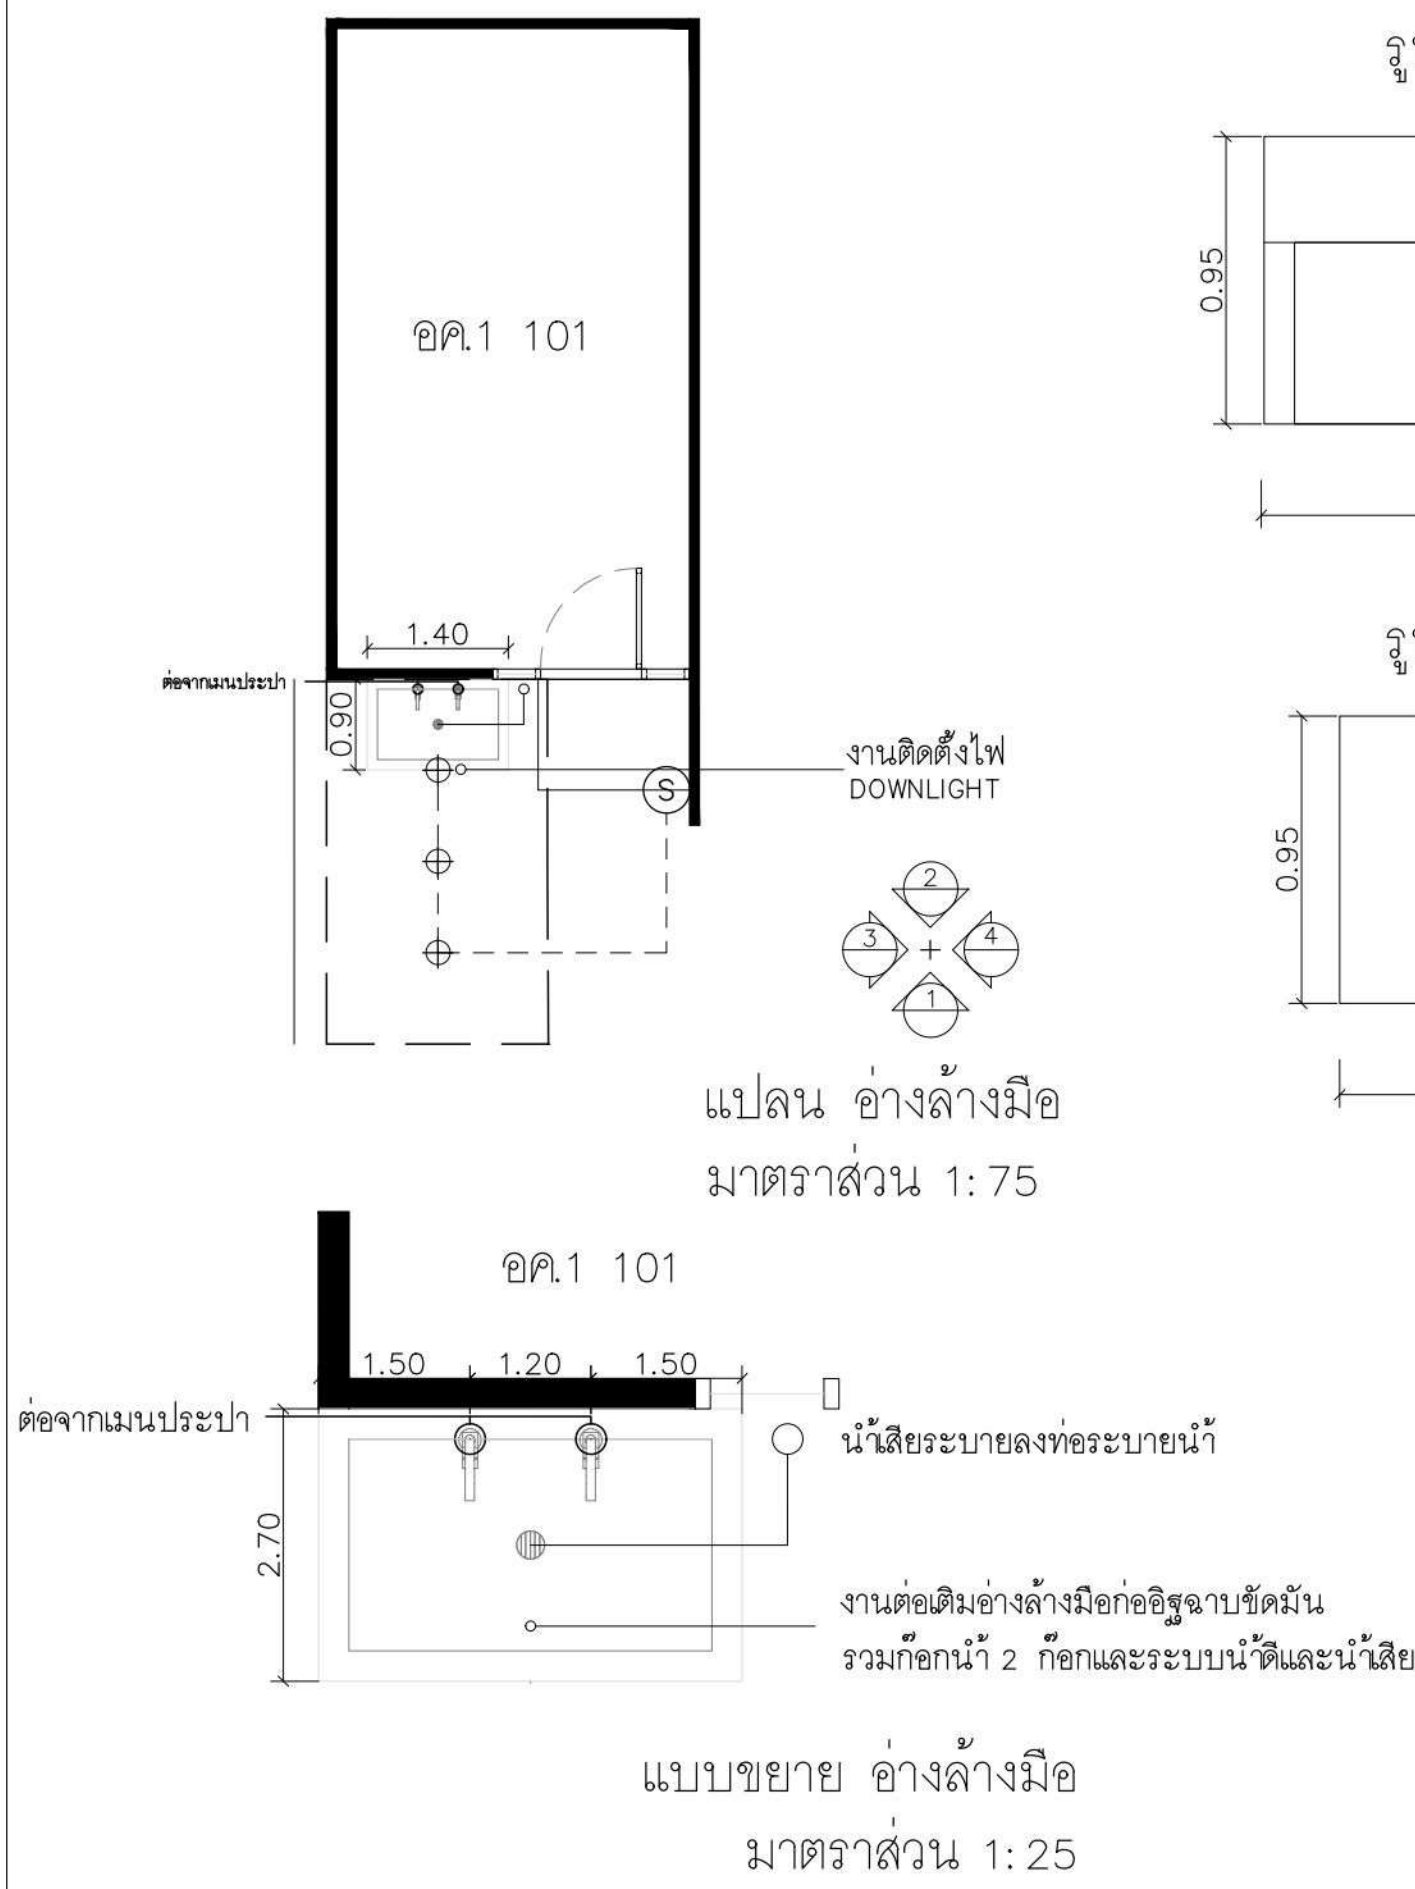 รูป
0.95
อค.1 101
1.40
ต่อจากเมนประปา
0.90
งานติดตั้งไฟ
DOWNLIGHT
S
รูป
0.95
2
3
4
1
แปลน อ่างล้างมือ
มาตราส่วน 1:75
อค.1 101
1.50 1.20 1.50
ต่อจากเมนประปา
น้ำเสียระบายลงท่อระบายน้ำ
2.70
งานต่อเติมอ่างล้างมือก่ออิฐฉาบขัดมัน
รวมก๊อกน้ำ 2 ก๊อกและระบบน้ำดีและน้ำเสีย
แบบขยาย อ่างล้างมือ
มาตราส่วน 1:25